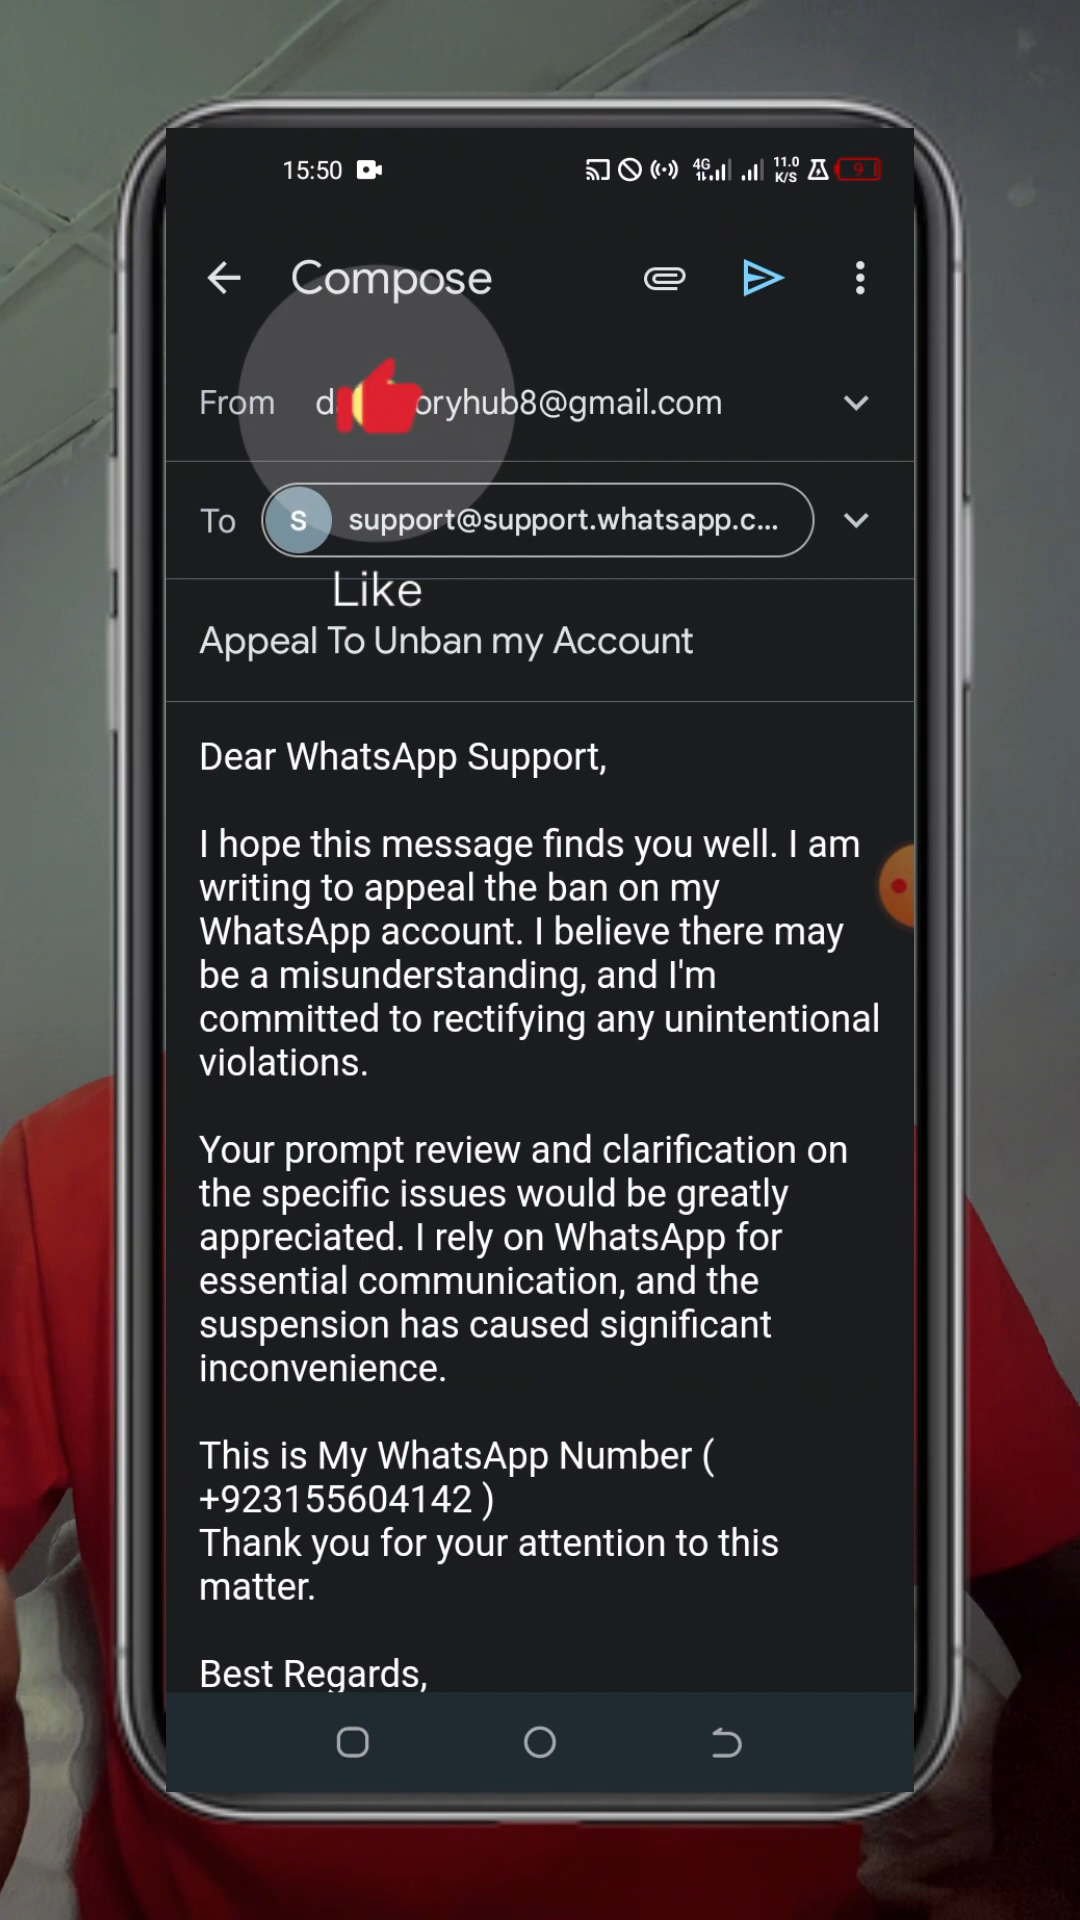 15:50
4G
11.0
K/S
9
Compose
From oryhub8@gmail.com
To S support@support.whatsapp.c...
Like
Appeal To Unban my Account
Dear WhatsApp Support,
I hope this message finds you well. I am
writing to appeal the ban on my
WhatsApp account. I believe there may
be a misunderstanding, and I'm
committed to rectifying any unintentional
violations.
Your prompt review and clarification on
the specific issues would be greatly
appreciated. I rely on WhatsApp for
essential communication, and the
suspension has caused significant
inconvenience.
This is My WhatsApp Number (
+923155604142 )
Thank you for your attention to this
matter.
Best Regards,